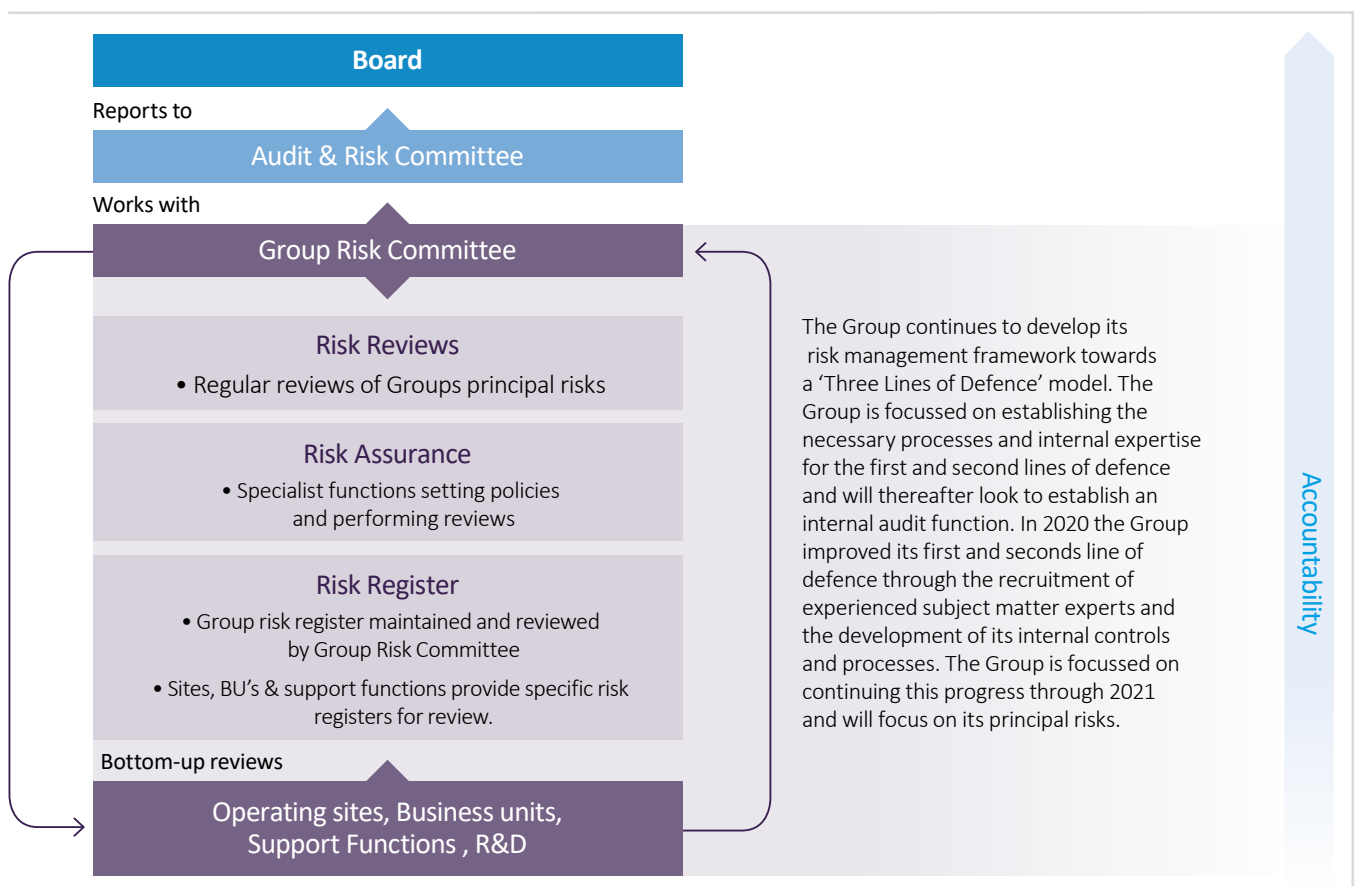 Board
Reports to
Audit & Risk Committee
Works with
Group Risk Committee
Risk Reviews
• Regular reviews of Groups principal risks
Risk Assurance
• Specialist functions setting policies
and performing reviews
Risk Register
• Group risk register maintained and reviewed
by Group Risk Committee
• Sites, BU’s & support functions provide specific risk
registers for review.
Bottom-up reviews
Operating sites, Business units,
Support Functions , R&D
The Group continues to develop its
risk management framework towards
a ‘Three Lines of Defence’ model. The
Group is focussed on establishing the
necessary processes and internal expertise
for the first and second lines of defence
and will thereafter look to establish an
internal audit function. In 2020 the Group
improved its first and seconds line of
defence through the recruitment of
experienced subject matter experts and
the development of its internal controls
and processes. The Group is focussed on
continuing this progress through 2021
and will focus on its principal risks.
Accountability